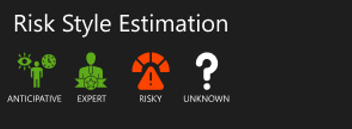 Risk Style Estimation
ANTICIPATIVE EXPERT RISKY UNKNOWN